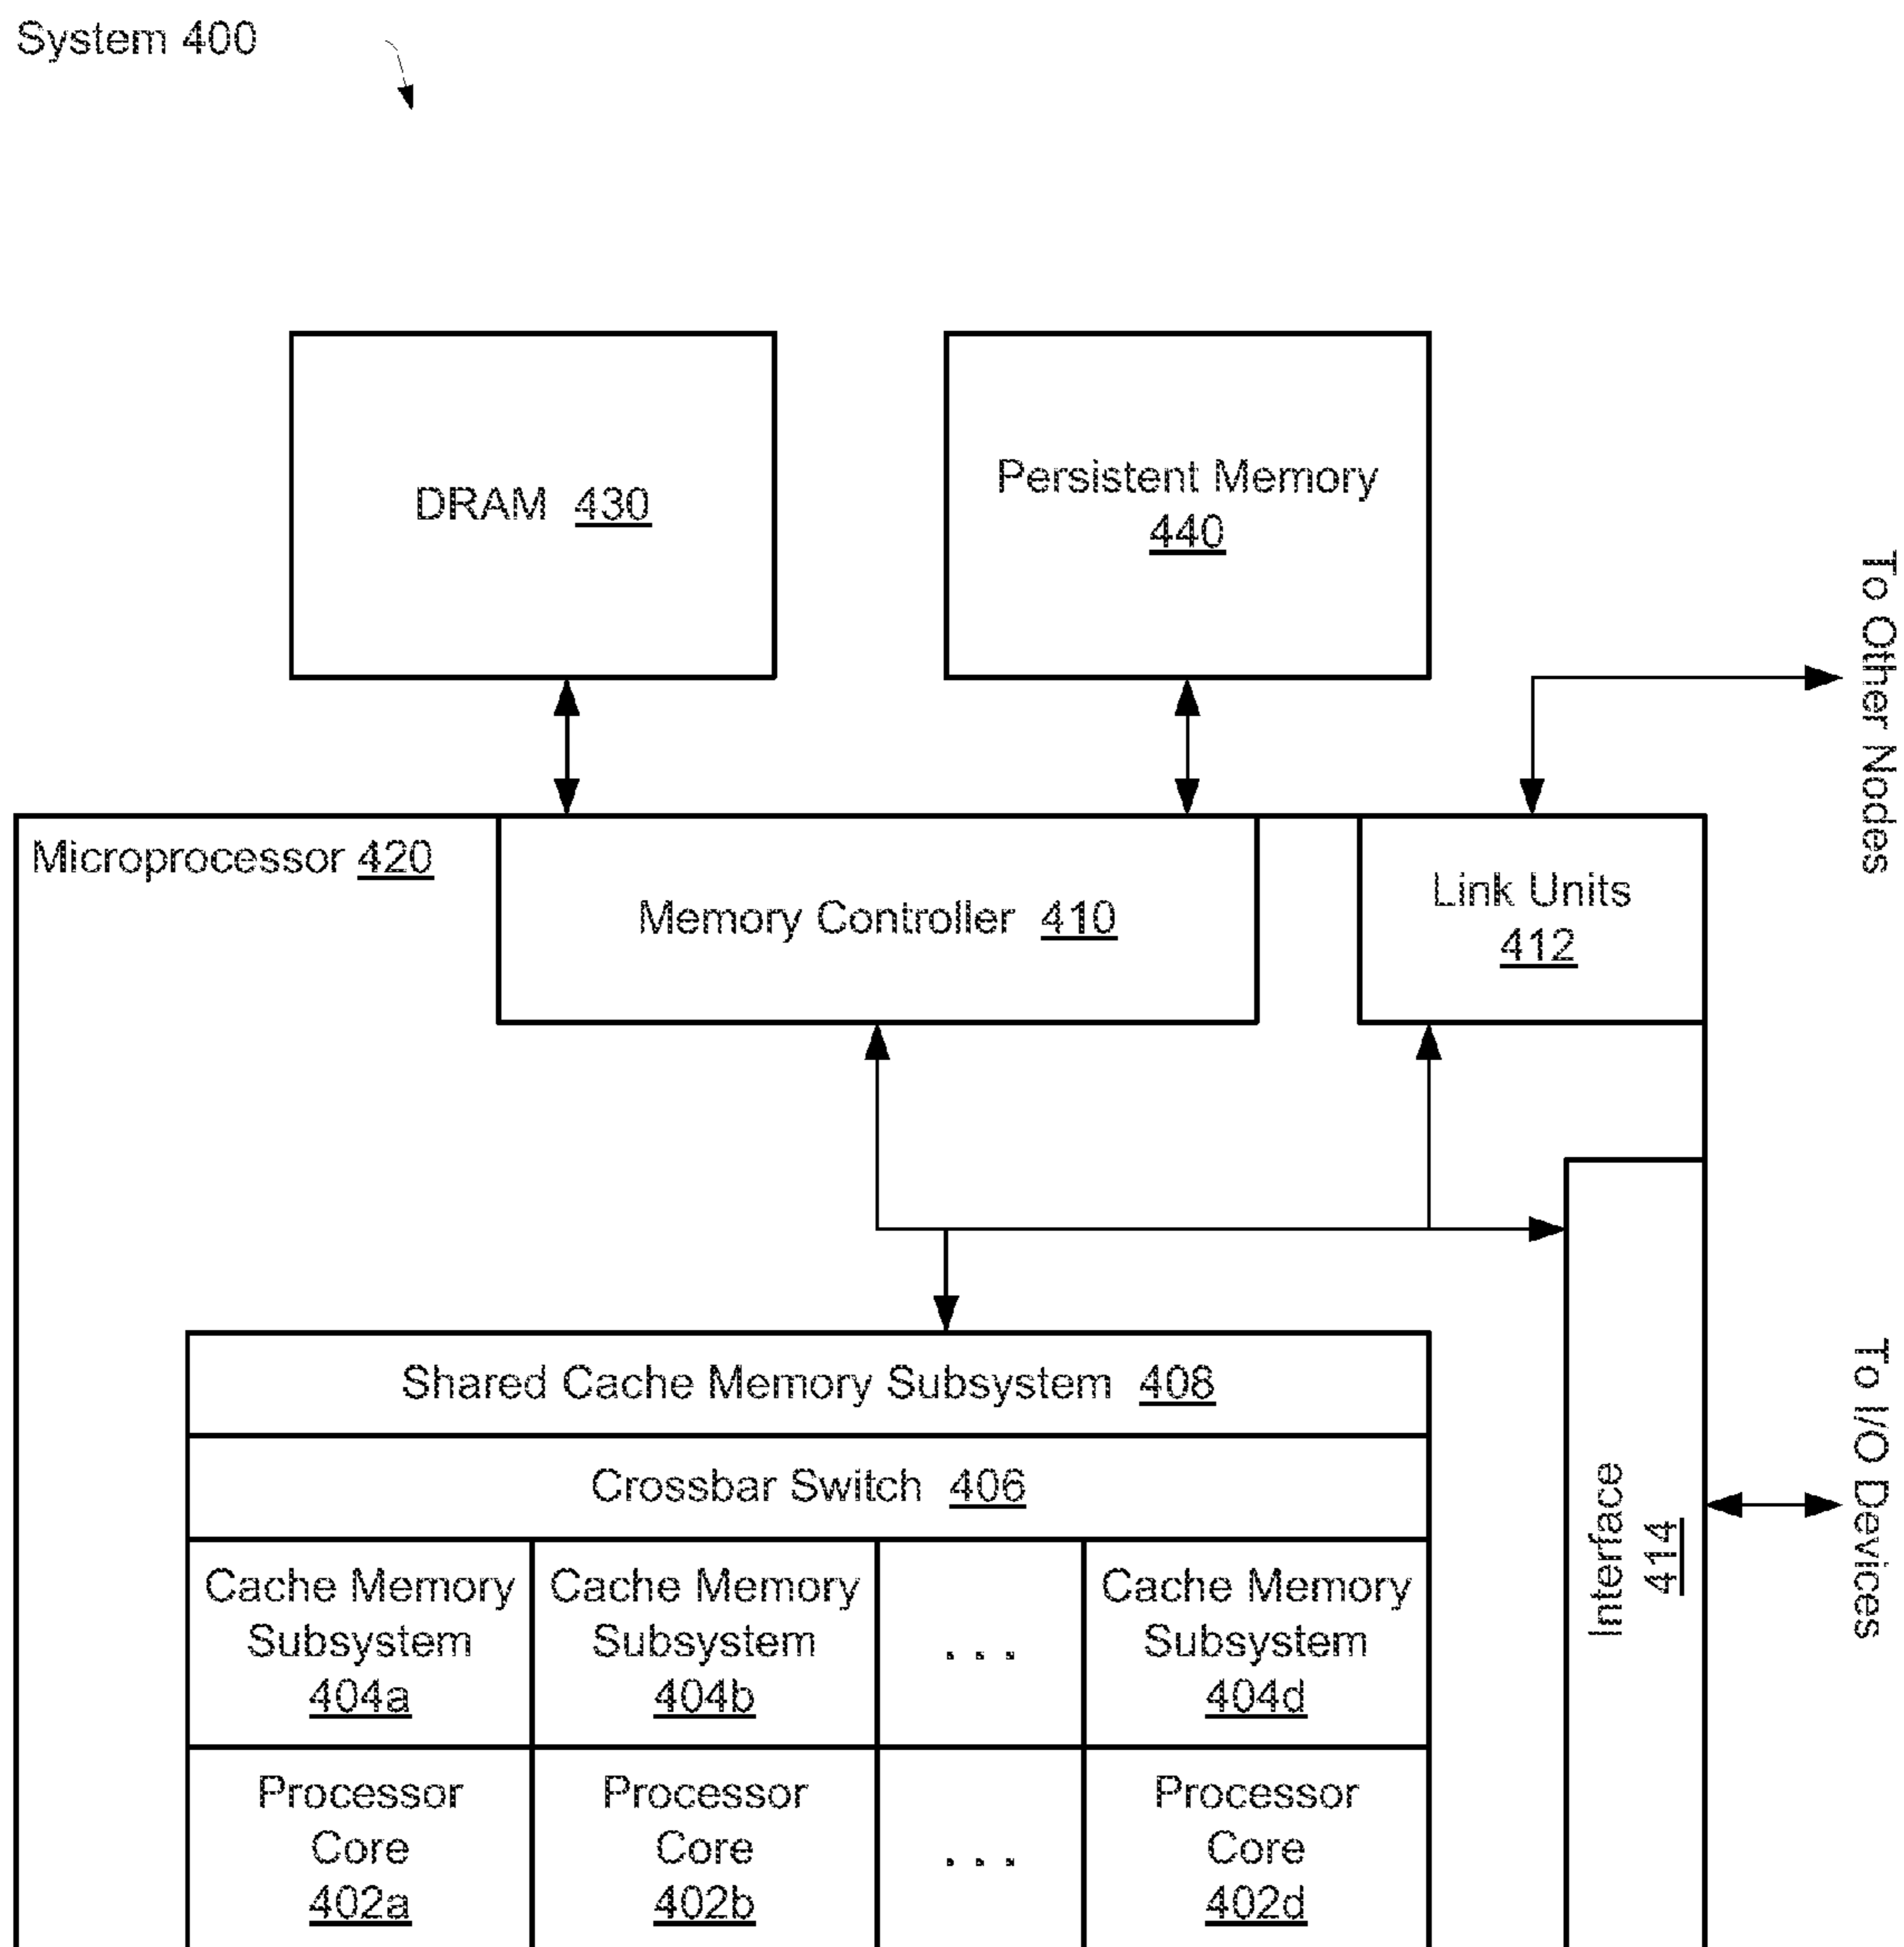 System 400
DRAM 430
Persistent Memory
440
To Other Nodes
Microprocessor 420
Memory Controller 410
Link Units
412
Shared Cache Memory Subsystem 408
Crossbar Switch 406
Cache Memory
Subsystem
404a
Cache Memory
Subsystem
404b
. . .
Cache Memory
Subsystem
404d
Processor
Core
402a
Processor
Core
402b
. . .
Processor
Core
402d
Interface
414
To I/O Devices